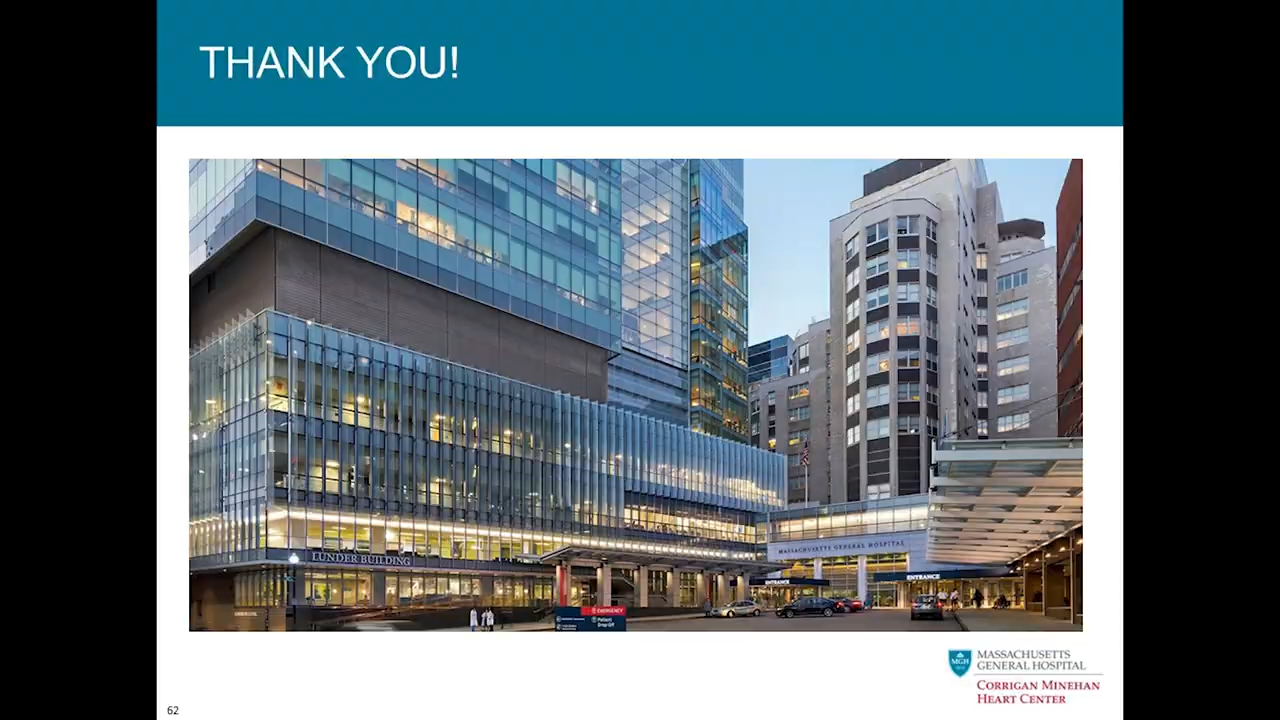 THANK YOU!
LUNDER BUILDING
MASSACHUSETTS GENERAL HOSPITAL
ENTRANCE
ENTRANCE
EMERGENCY
Patient
Drop Off
MGH
MASSACHUSETTS
GENERAL HOSPITAL
CORRIGAN MINEHAN
HEART CENTER
62